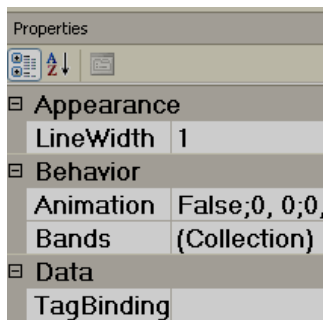 Properties
Appearance
LineWidth 1
Behavior
Animation False;0, 0;0,
Bands (Collection)
Data
TagBinding